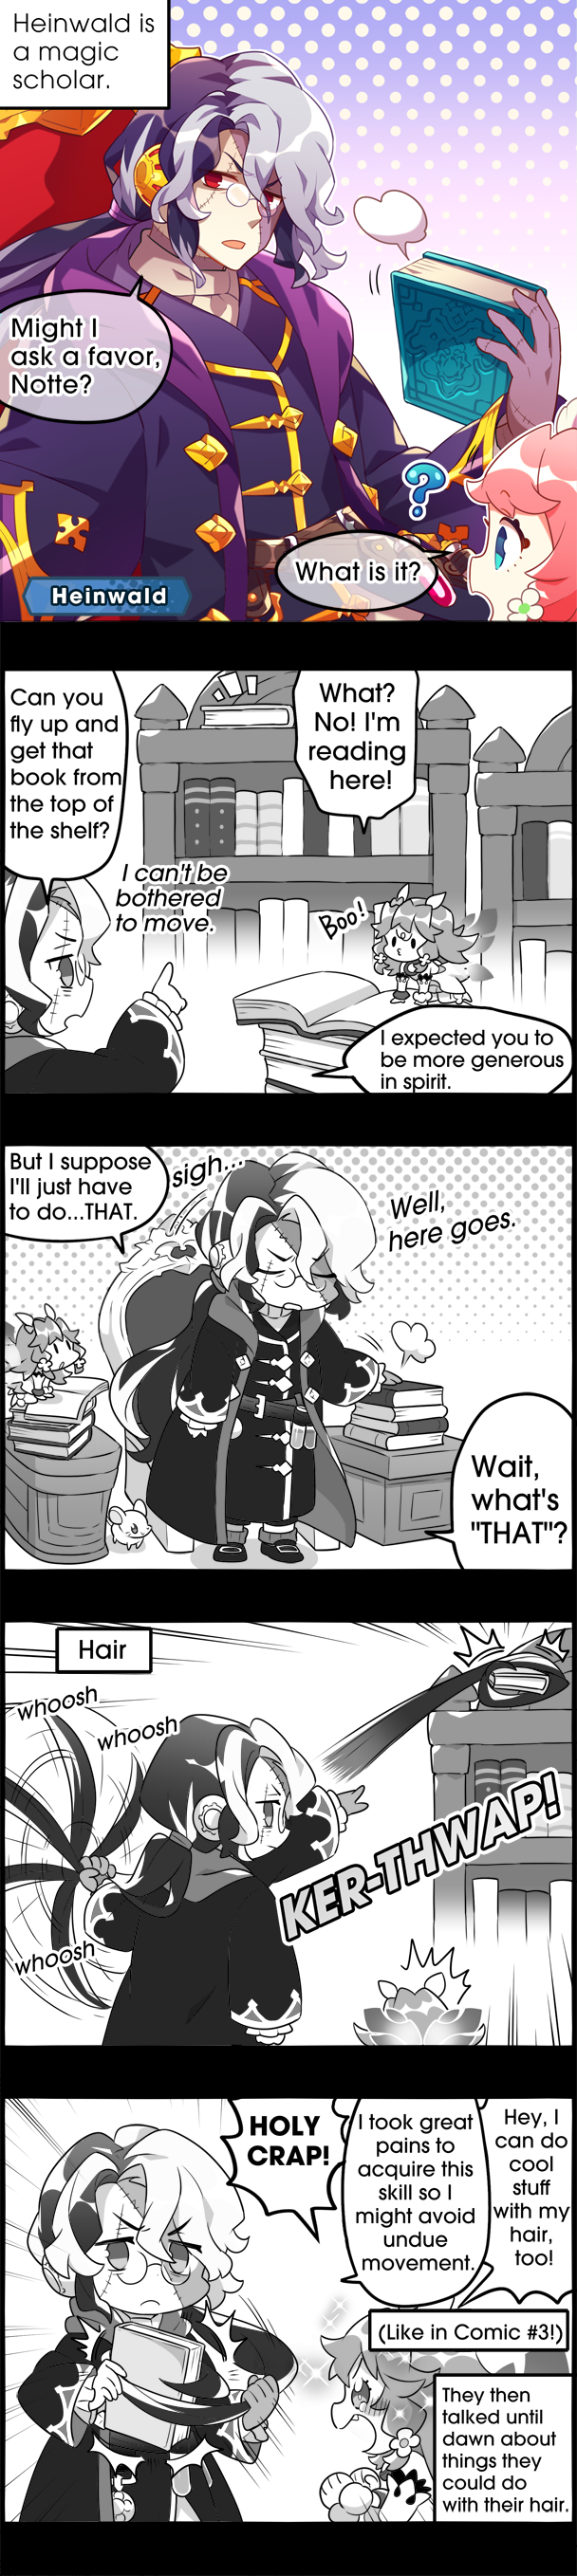 Heinwald is
a magic
scholar.
Might I
ask a favor,
Notte?
?
What is it?
Heinwald
Can you
fly up and
get that
book from
the top of
the shelf?
What?
No! I'm
reading
here!
I can't be
bothered
to move.
Boo!
I expected you to
be more generous
in spirit.
But I suppose
I'll just have
to do...THAT.
sigh...
Well,
here goes.
Wait,
what's
"THAT"?
Hair
whoosh
whoosh
whoosh
KER-THWAP!
HOLY
CRAP!
I took great
pains to
acquire this
skill so I
might avoid
undue
movement.
Hey, I
can do
cool
stuff
with my
hair,
too!
(Like in Comic #3!)
They then
talked until
dawn about
things they
could do
with their hair.